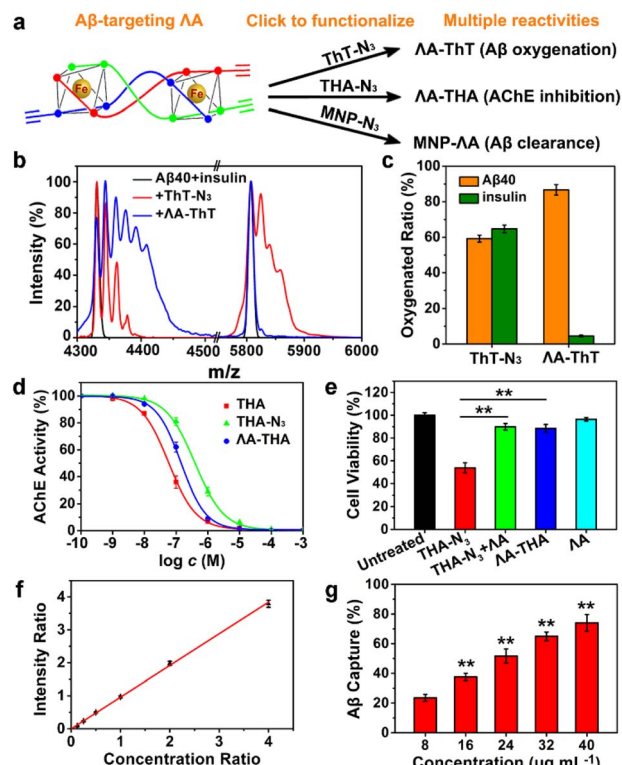 a
Aβ-targeting ΛA
Click to functionalize
Multiple reactivities
Fe
Fe
ThT-N₃
ΛA-ThT (Aβ oxygenation)
THA-N₃
ΛA-THA (AChE inhibition)
MNP-N₃
MNP-ΛA (Aβ clearance)
b
Intensity (%)
100
80
60
40
20
0
Aβ40+insulin
+ThT-N₃
+ΛA-ThT
4300
4400
4500
5800
5900
6000
m/z
c
Oxygenated Ratio (%)
100
80
60
40
20
0
Aβ40
insulin
ThT-N₃
ΛA-ThT
d
AChE Activity (%)
100
80
60
40
20
0
THA
THA-N₃
ΛA-THA
-10
-9
-8
-7
-6
-5
-4
-3
log c (M)
e
Cell Viability (%)
120
100
80
60
40
20
0
**
**
Untreated
THA-N₃
THA-N₃+ΛA
ΛA-THA
ΛA
f
Intensity Ratio
4
3
2
1
0
0
1
2
3
4
Concentration Ratio
g
Aβ Capture (%)
100
80
60
40
20
0
**
**
**
**
8
16
24
32
40
Concentration (μg mL⁻¹)